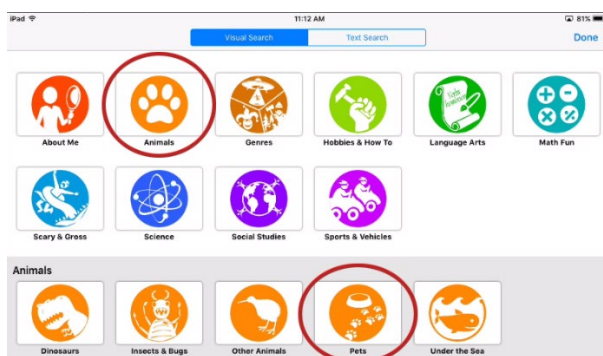 iPad 11:12 AM 81%
Visual Search Text Search Done
About Me Animals Genres Hobbies & How To Language Arts Math Fun
Scary & Gross Science Social Studies Sports & Vehicles
Animals
Dinosaurs Insects & Bugs Other Animals Pets Under the Sea